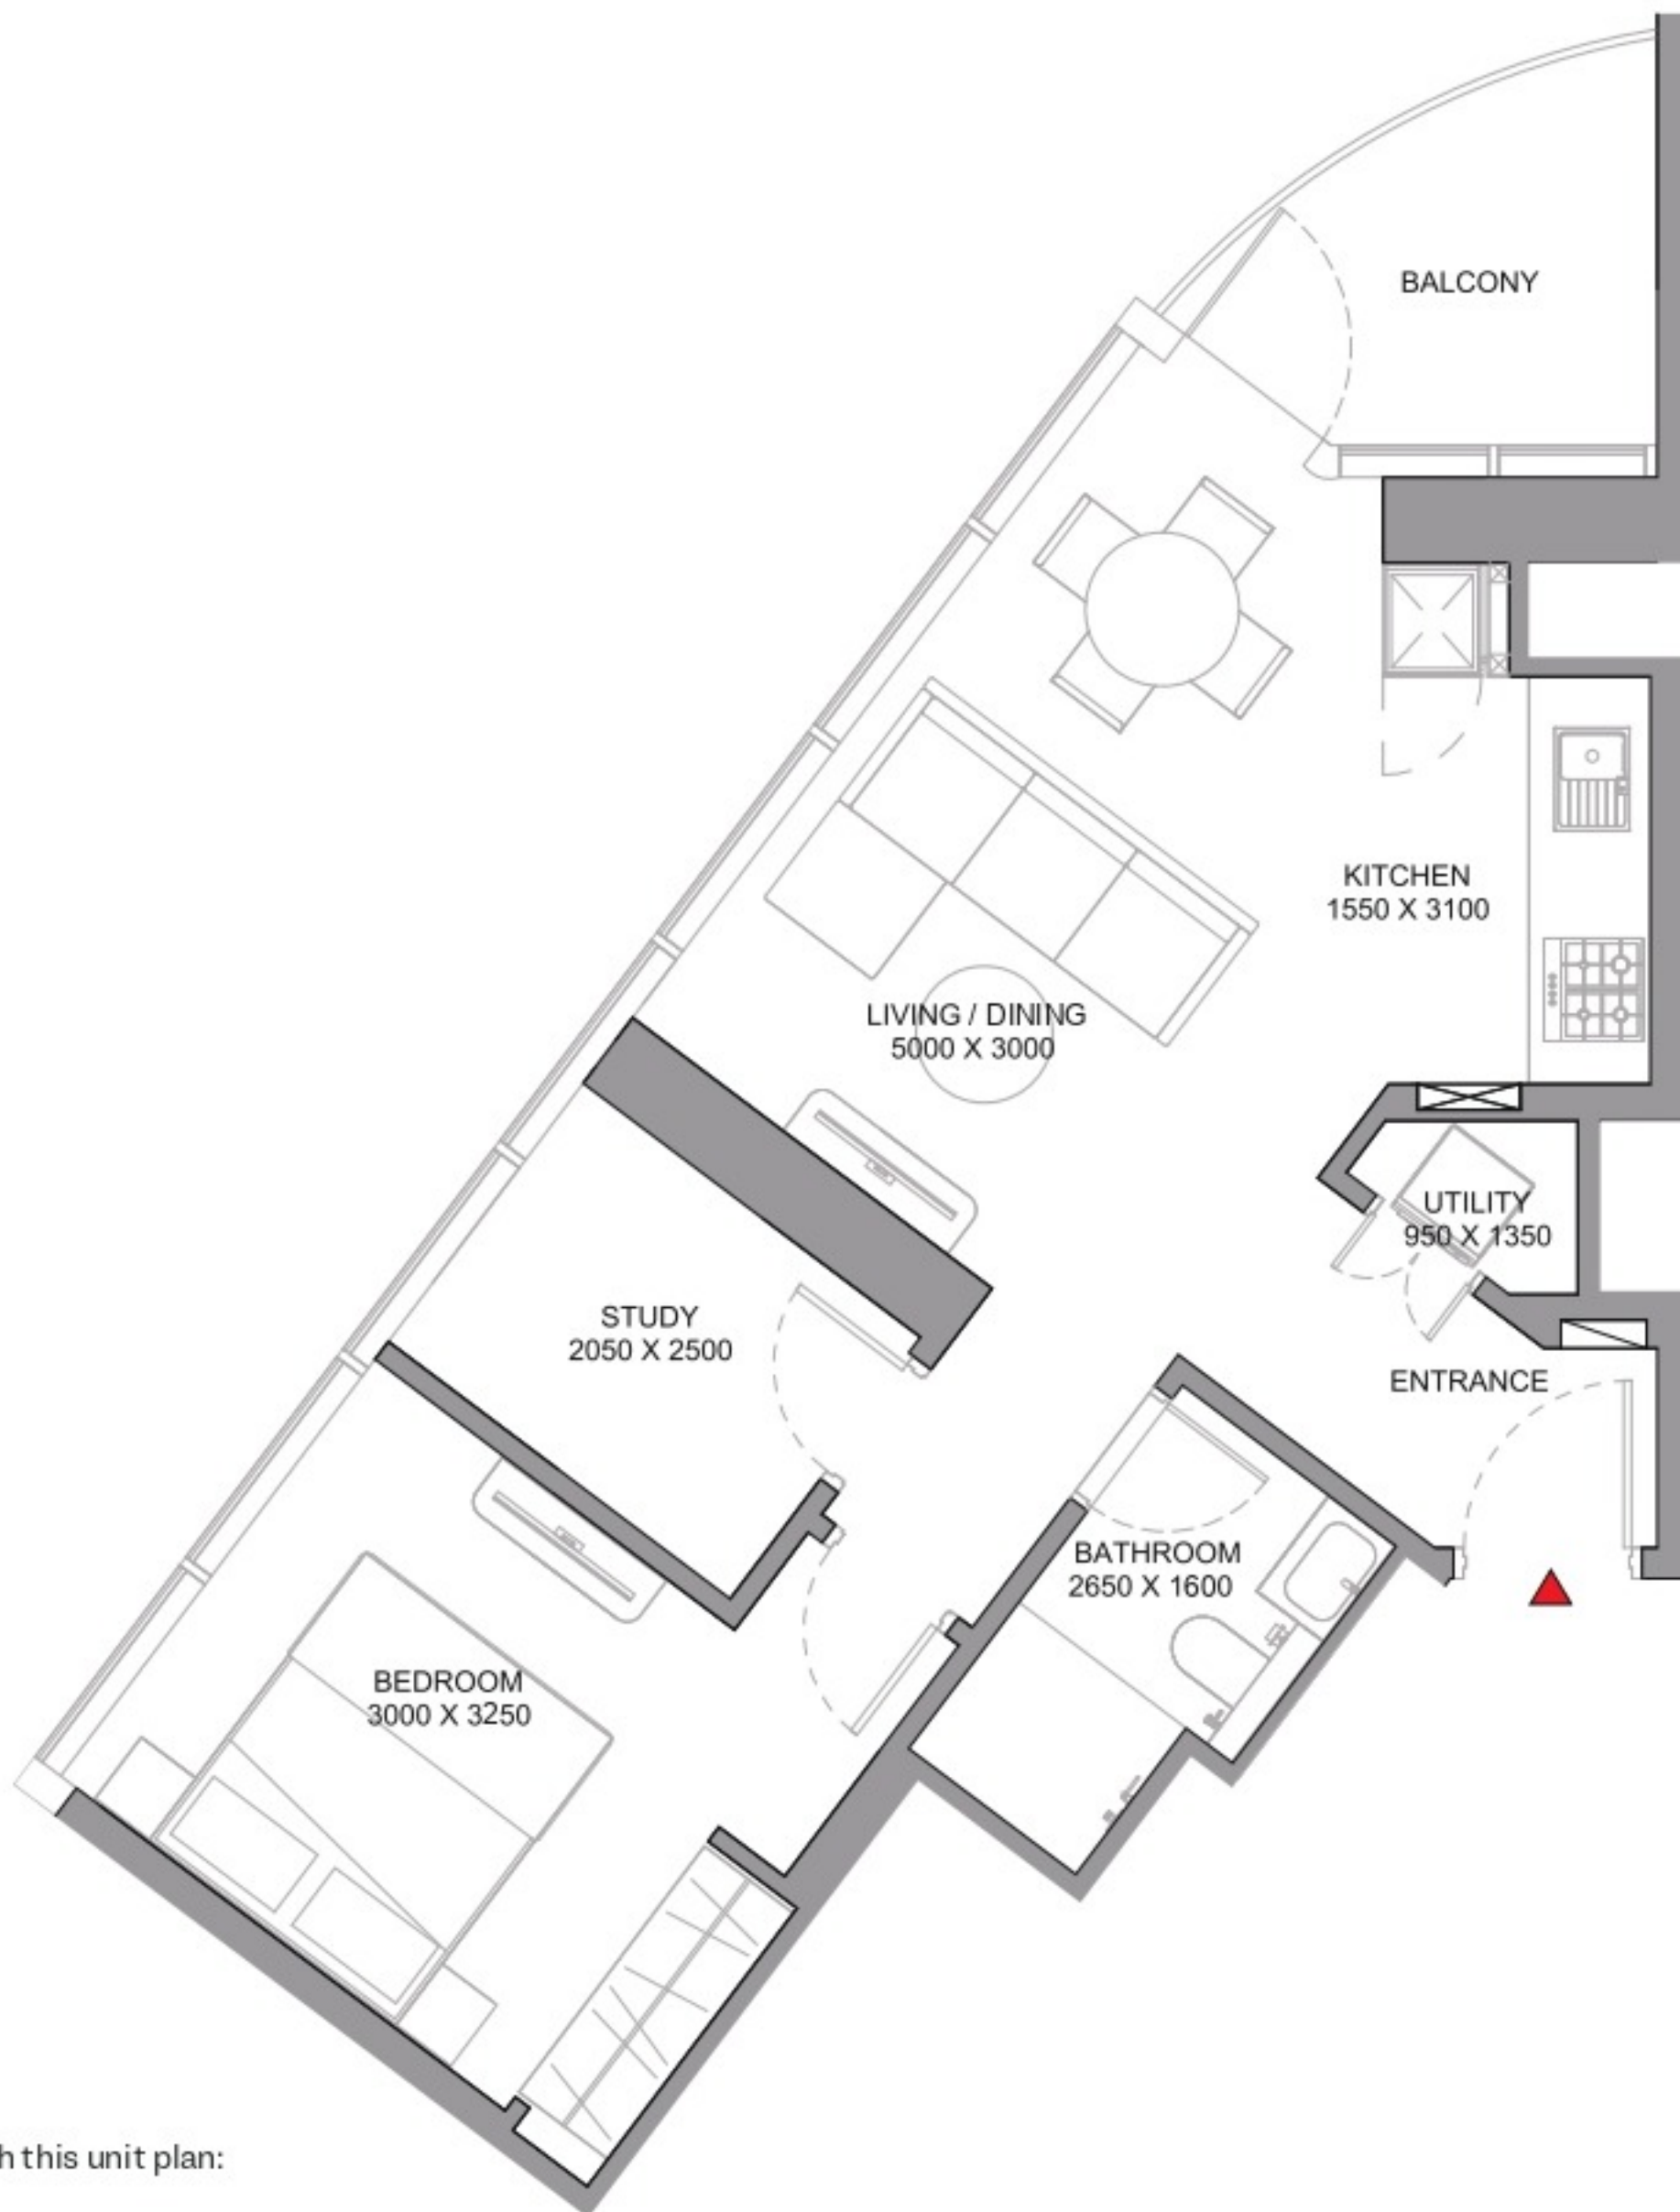 BALCONY
KITCHEN
1550 X 3100
LIVING / DINING
5000 X 3000
UTILITY
950 X 1350
STUDY
2050 X 2500
ENTRANCE
BATHROOM
2650 X 1600
BEDROOM
3000 X 3250
h this unit plan: